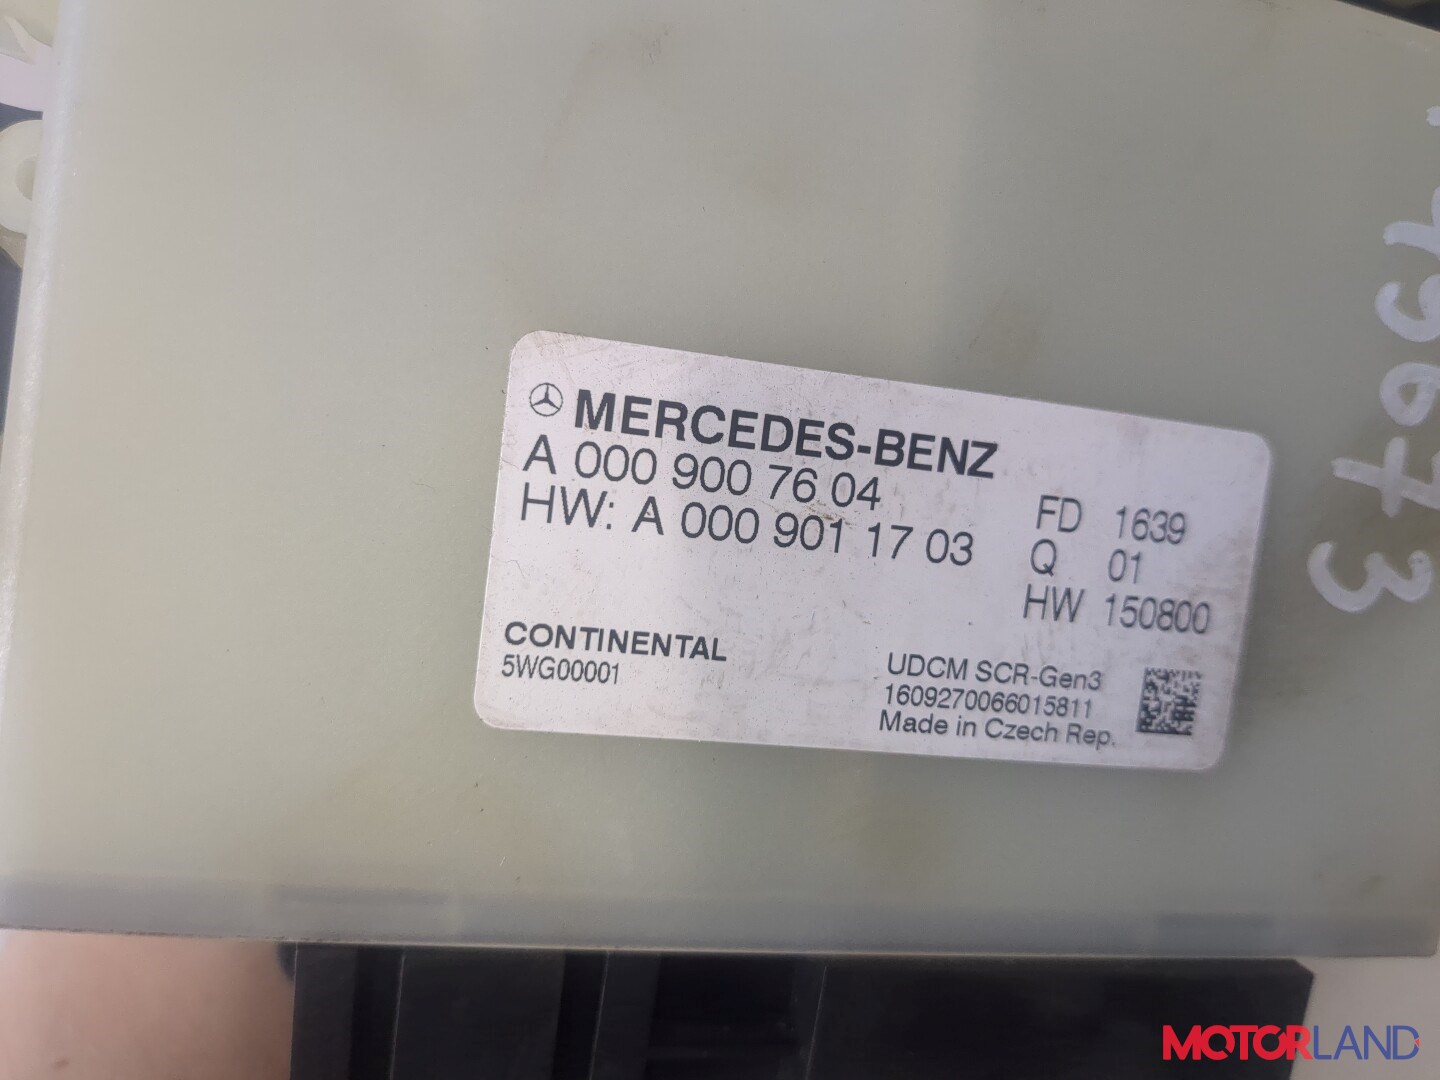 MERCEDES-BENZ
A 000 900 76 04
HW: A 000 901 17 03
FD 1639
Q 01
HW 150800
CONTINENTAL
5WG00001
UDCM SCR-Gen3
1609270066015811
Made in Czech Rep.
MOTORLAND